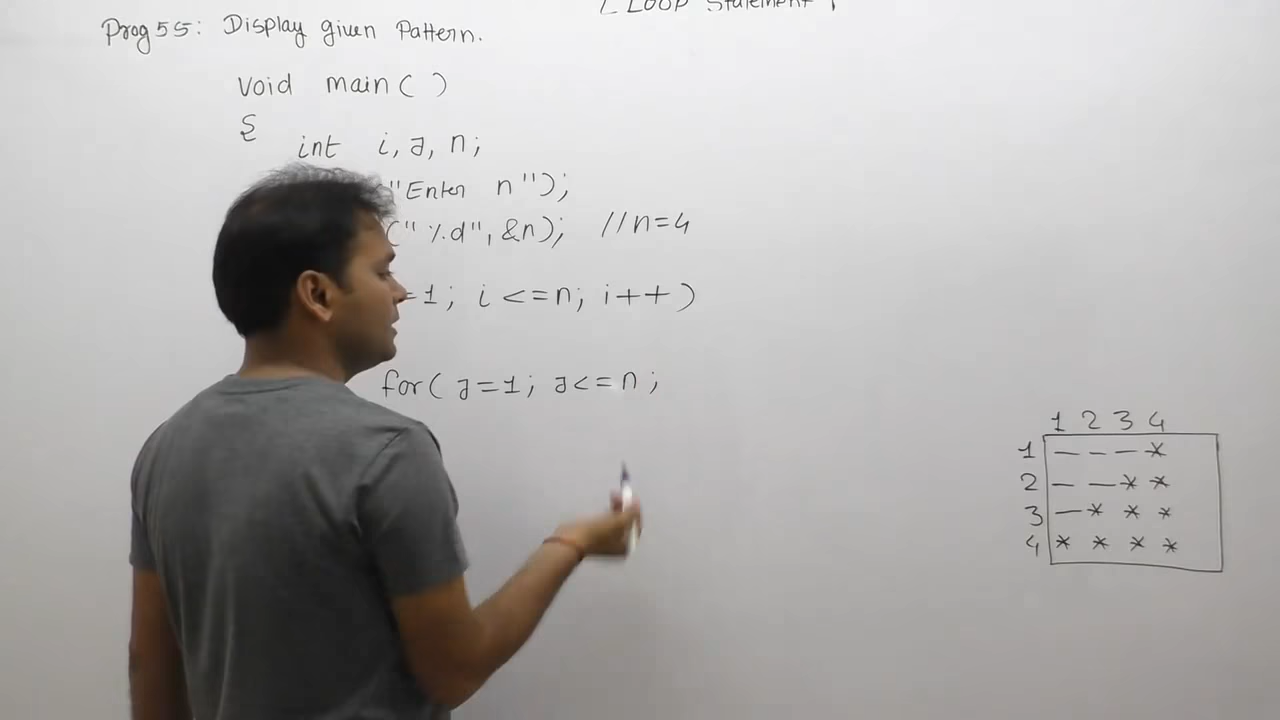 LOOP Statement
Prog 55: Display given Pattern.
void main( )
{
int i, j, n;
"Enter n");
(" %d", &n); //n=4
=1; i <=n; i++)
for( j=1; j<=n ;
1 2 3 4
1 — — — *
2 — — * *
3 — * * *
4 * * * *